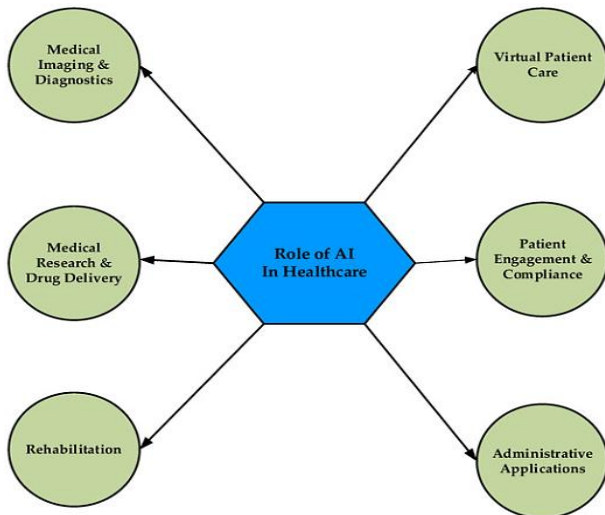 Medical
Imaging &
Diagnostics
Virtual Patient
Care
Medical
Research &
Drug Delivery
Role of AI
In Healthcare
Patient
Engagement &
Compliance
Rehabilitation
Administrative
Applications